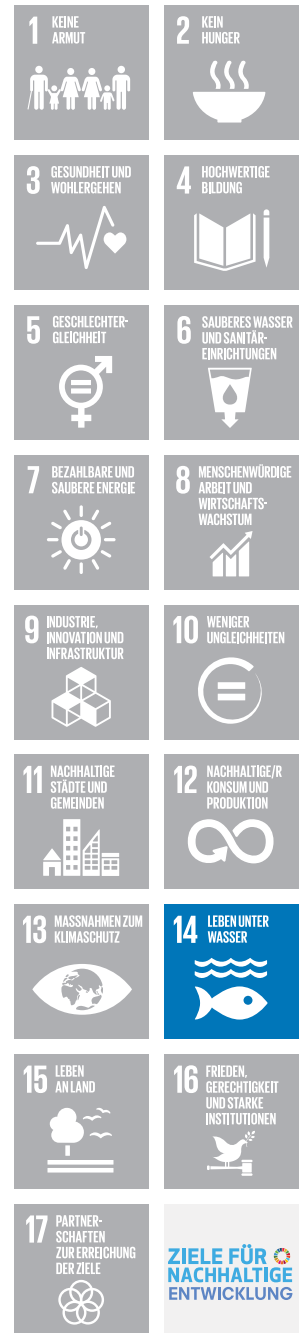 1 KEINE
ARMUT
2 KEIN
HUNGER
3 GESUNDHEIT UND
WOHLERGEHEN
4 HOCHWERTIGE
BILDUNG
5 GESCHLECHTER-
GLEICHHEIT
6 SAUBERES WASSER
UND SANITÄR-
EINRICHTUNGEN
7 BEZAHLBARE UND
SAUBERE ENERGIE
8 MENSCHENWÜRDIGE
ARBEIT UND
WIRTSCHAFTS-
WACHSTUM
9 INDUSTRIE,
INNOVATION UND
INFRASTRUKTUR
10 WENIGER
UNGLEICHHEITEN
11 NACHHALTIGE
STÄDTE UND
GEMEINDEN
12 NACHHALTIGE/R
KONSUM UND
PRODUKTION
13 MASSNAHMEN ZUM
KLIMASCHUTZ
14 LEBEN UNTER
WASSER
15 LEBEN
AN LAND
16 FRIEDEN,
GERECHTIGKEIT
UND STARKE
INSTITUTIONEN
17 PARTNER-
SCHAFTEN
ZUR ERREICHUNG
DER ZIELE
ZIELE FÜR
NACHHALTIGE
ENTWICKLUNG